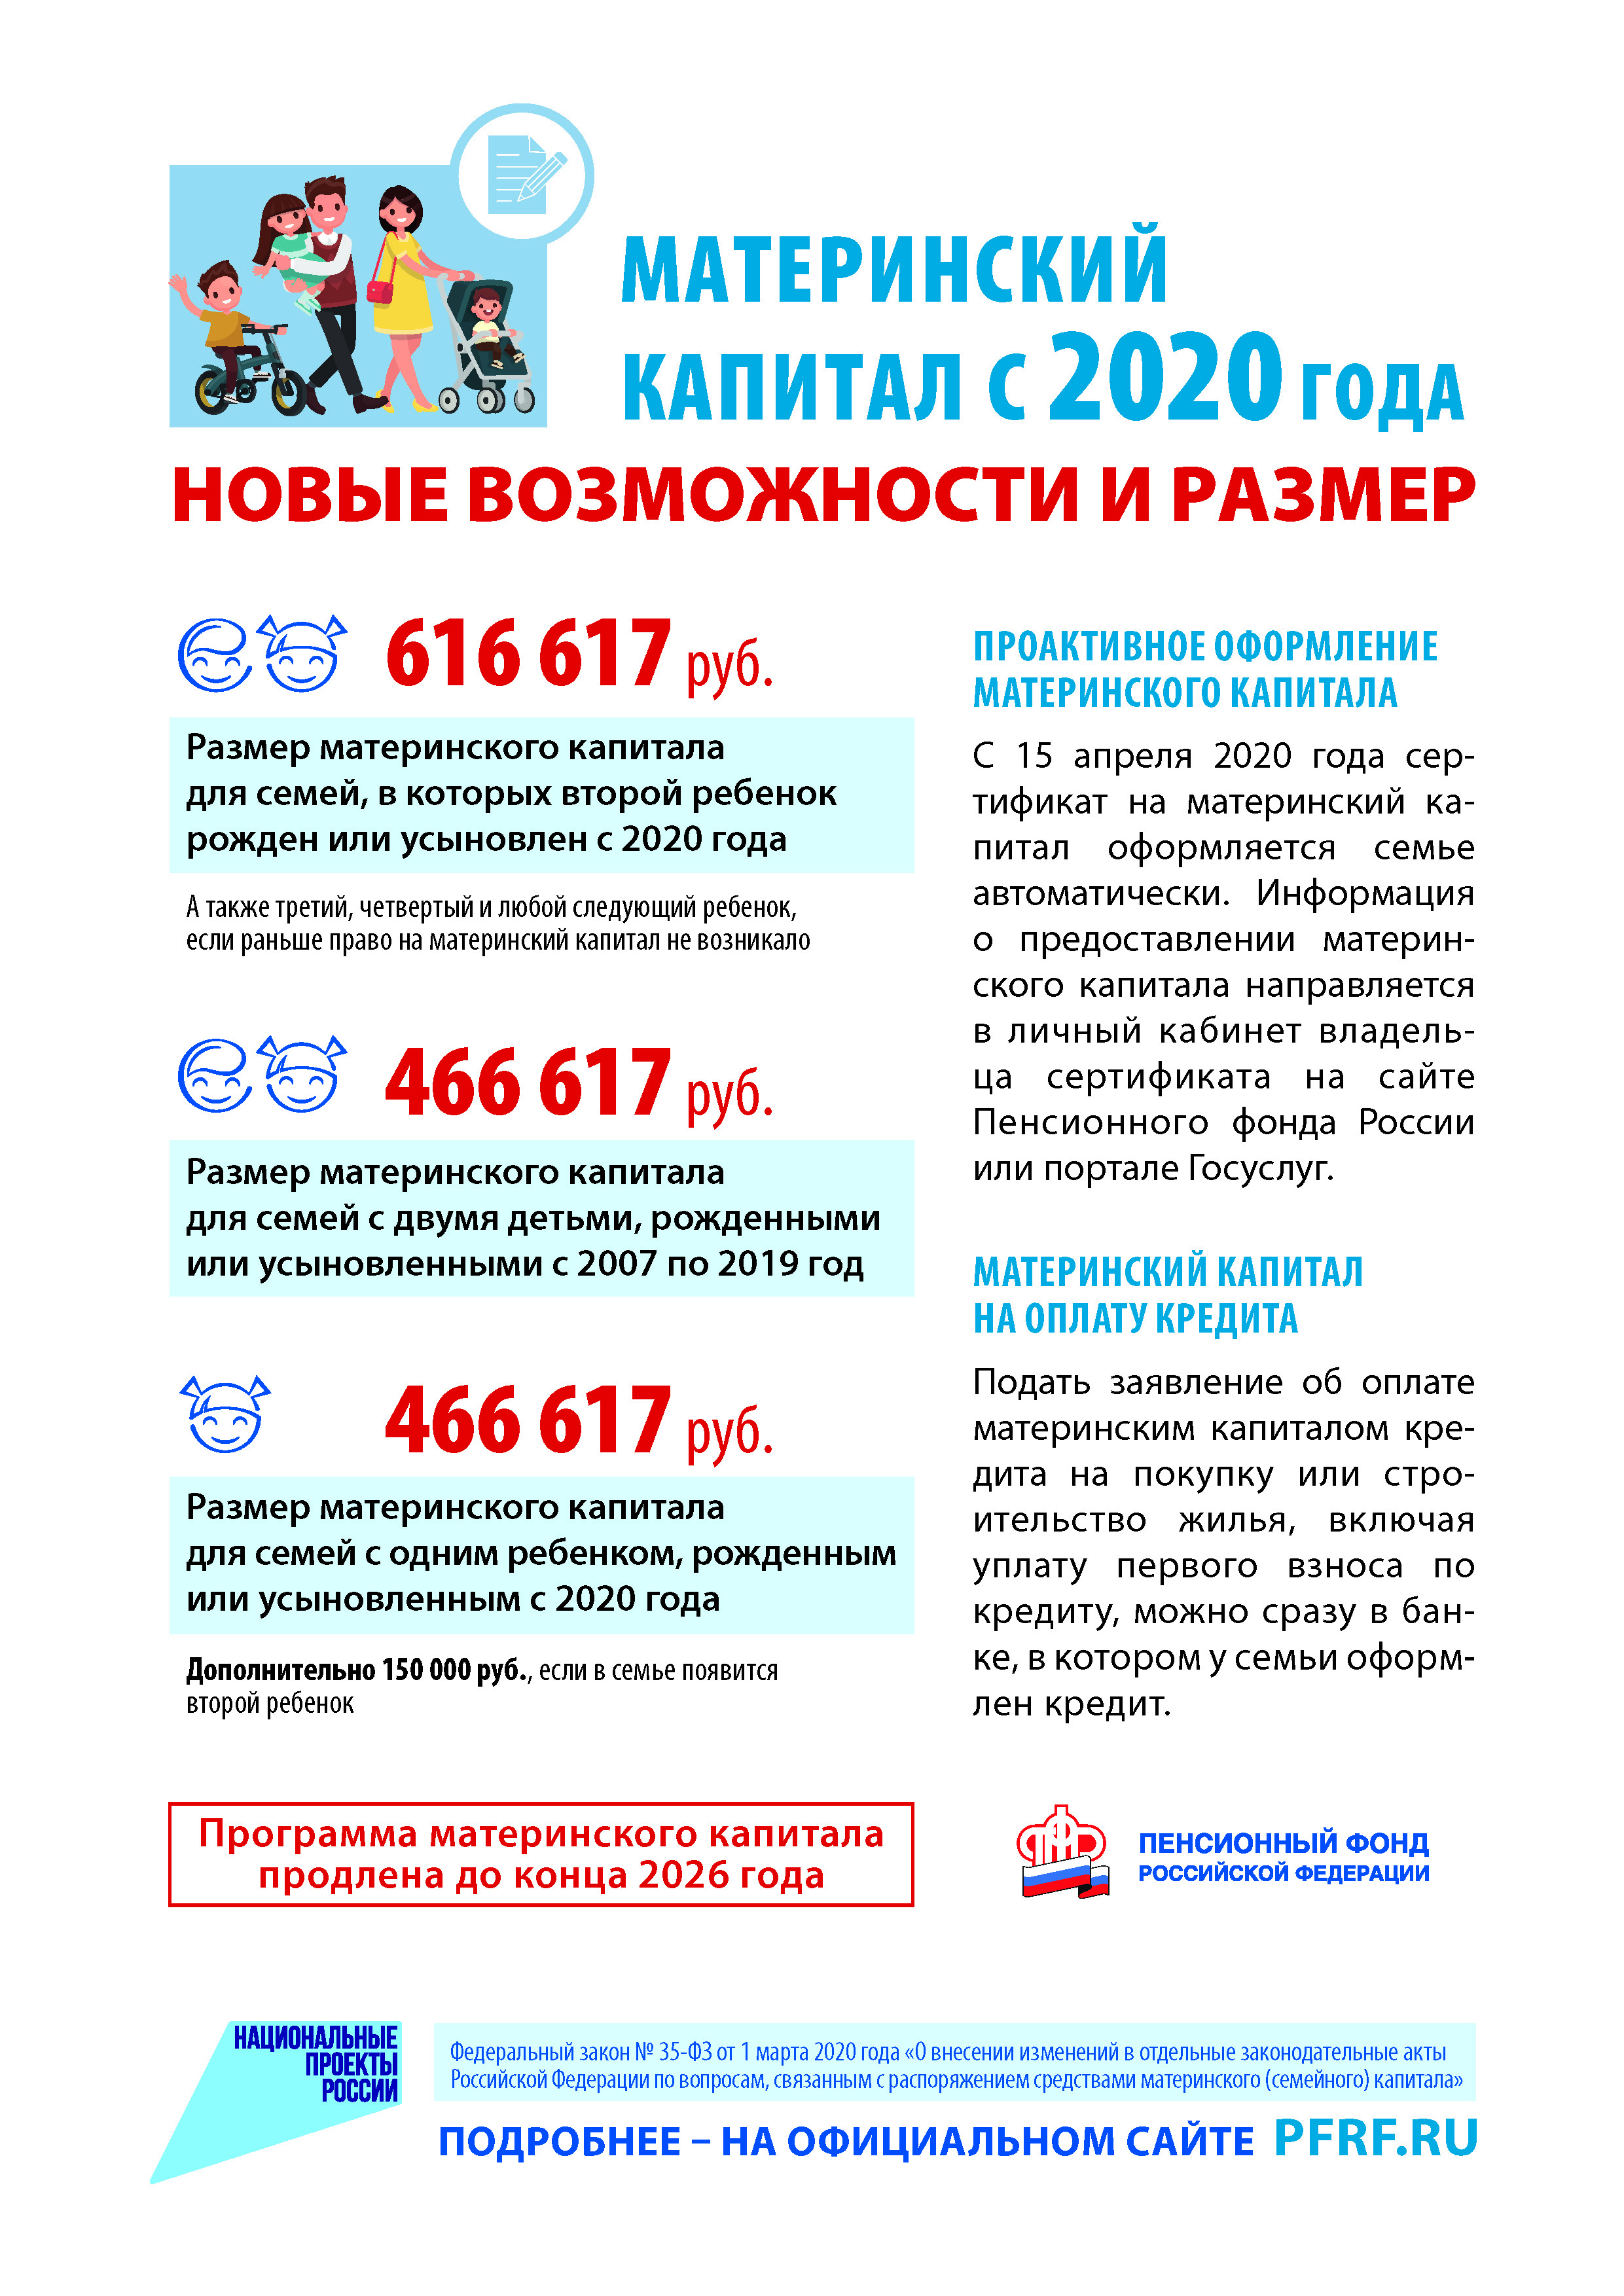 МАТЕРИНСКИЙ
КАПИТАЛ С 2020 ГОДА
НОВЫЕ ВОЗМОЖНОСТИ И РАЗМЕР
616 617 руб.
Размер материнского капитала
для семей, в которых второй ребенок
рожден или усыновлен с 2020 года
А также третий, четвертый и любой следующий ребенок,
если раньше право на материнский капитал не возникало
466 617 руб.
Размер материнского капитала
для семей с двумя детьми, рожденными
или усыновленными с 2007 по 2019 год
466 617 руб.
Размер материнского капитала
для семей с одним ребенком, рожденным
или усыновленным с 2020 года
Дополнительно 150 000 руб., если в семье появится
второй ребенок
Программа материнского капитала
продлена до конца 2026 года
ПРОАКТИВНОЕ ОФОРМЛЕНИЕ
МАТЕРИНСКОГО КАПИТАЛА
С 15 апреля 2020 года сер-
тификат на материнский ка-
питал оформляется семье
автоматически. Информация
о предоставлении материн-
ского капитала направляется
в личный кабинет владель-
ца сертификата на сайте
Пенсионного фонда России
или портале Госуслуг.
МАТЕРИНСКИЙ КАПИТАЛ
НА ОПЛАТУ КРЕДИТА
Подать заявление об оплате
материнским капиталом кре-
дита на покупку или стро-
ительство жилья, включая
уплату первого взноса по
кредиту, можно сразу в бан-
ке, в котором у семьи оформ-
лен кредит.
ПФР
ПЕНСИОННЫЙ ФОНД
РОССИЙСКОЙ ФЕДЕРАЦИИ
НАЦИОНАЛЬНЫЕ
ПРОЕКТЫ
РОССИИ
Федеральный закон № 35-ФЗ от 1 марта 2020 года «О внесении изменений в отдельные законодательные акты
Российской Федерации по вопросам, связанным с распоряжением средствами материнского (семейного) капитала»
ПОДРОБНЕЕ – НА ОФИЦИАЛЬНОМ САЙТЕ PFRF.RU